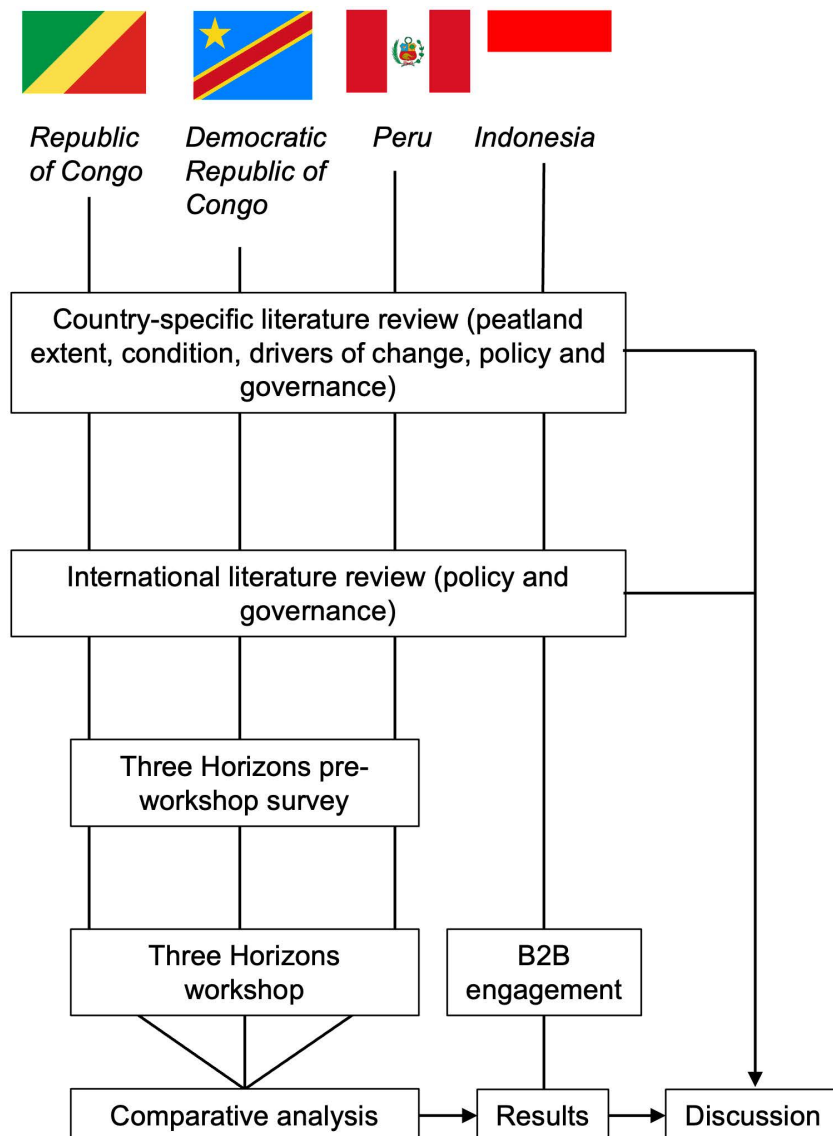 Republic
of Congo
Democratic
Republic of
Congo
Peru
Indonesia
Country-specific literature review (peatland
extent, condition, drivers of change, policy and
governance)
International literature review (policy and
governance)
Three Horizons pre-
workshop survey
Three Horizons
workshop
B2B
engagement
Comparative analysis
Results
Discussion